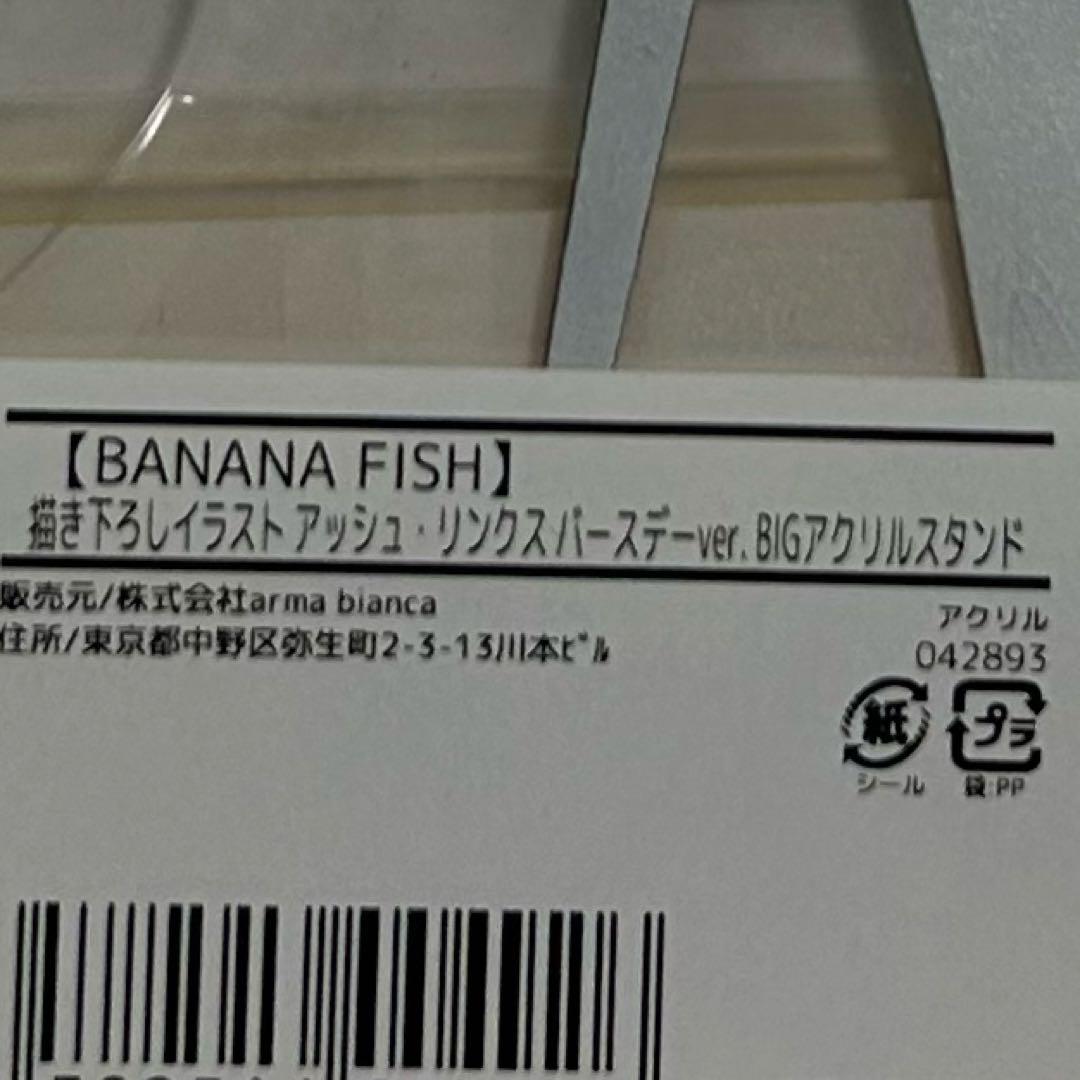 【BANANA FISH】
描き下ろしイラスト アッシュ・リンクス バースデーver. BIGアクリルスタンド
販売元/株式会社arma bianca
住所/東京都中野区弥生町2-3-13川本ﾋﾞﾙ
アクリル
042893
紙
プラ
シール
袋:PP